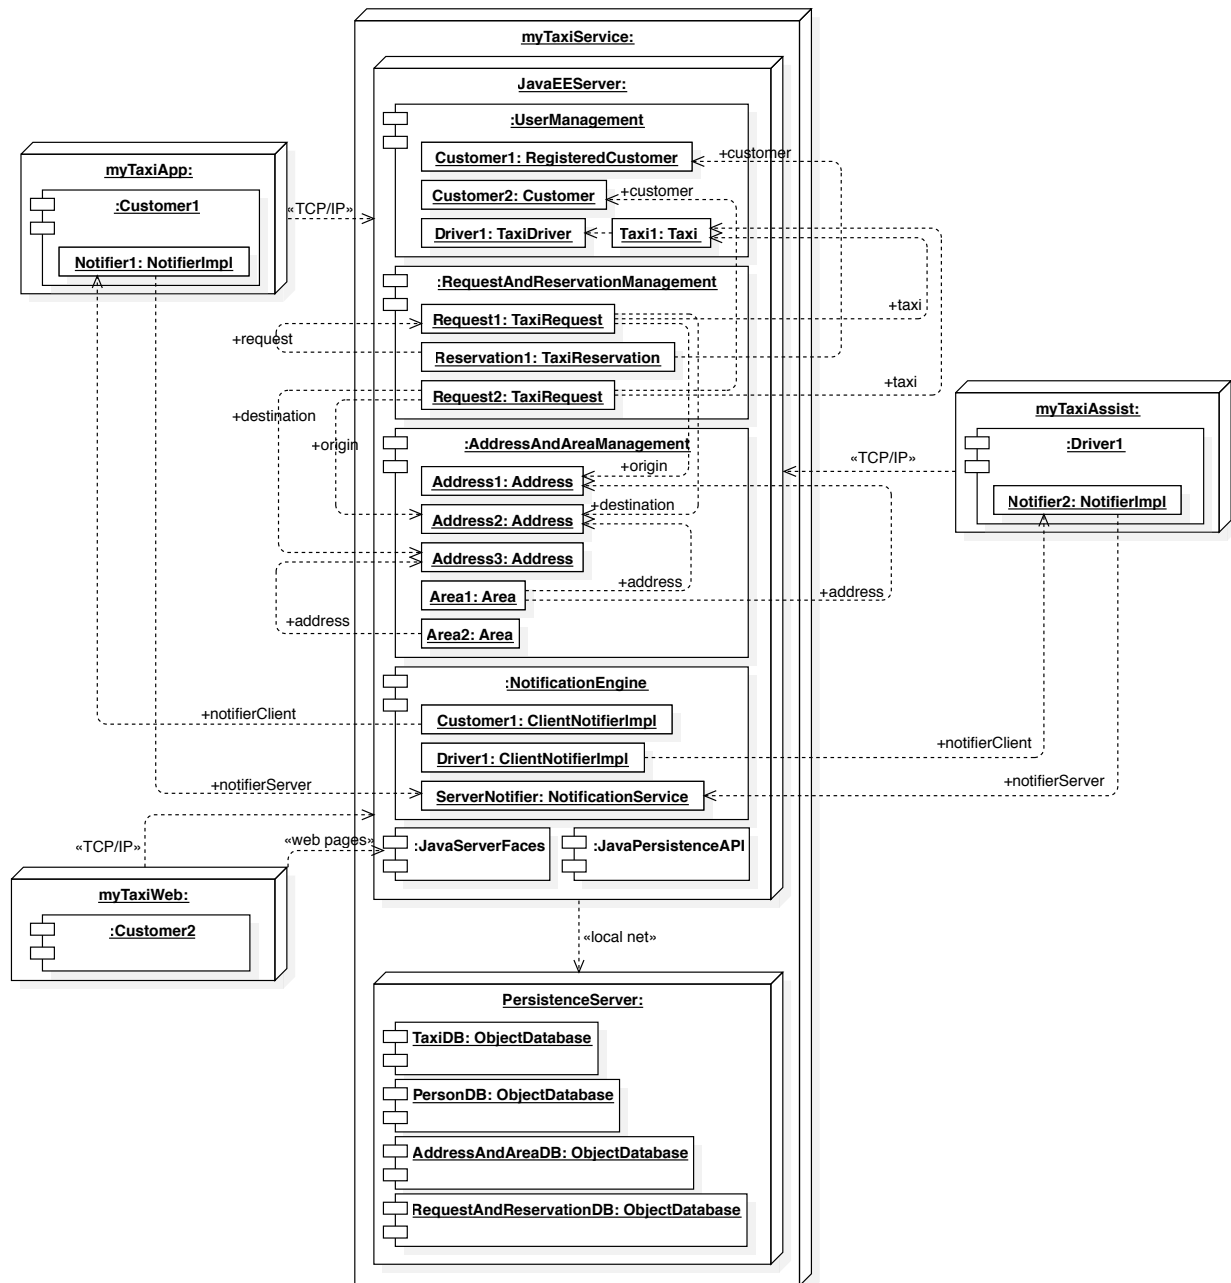 myTaxiService:
JavaEEServer:
:UserManagement
Customer1: RegisteredCustomer
+customer
Customer2: Customer
+customer
Driver1: TaxiDriver
Taxi1: Taxi
myTaxiApp:
:Customer1
Notifier1: NotifierImpl
«TCP/IP»
:RequestAndReservationManagement
Request1: TaxiRequest
+taxi
+request
Reservation1: TaxiReservation
Request2: TaxiRequest
+taxi
+destination
+origin
:AddressAndAreaManagement
+origin
Address1: Address
+destination
Address2: Address
Address3: Address
+address
Area1: Area
+address
+address
Area2: Area
myTaxiAssist:
:Driver1
«TCP/IP»
Notifier2: NotifierImpl
:NotificationEngine
+notifierClient
Customer1: ClientNotifierImpl
+notifierClient
Driver1: ClientNotifierImpl
+notifierServer
+notifierServer
ServerNotifier: NotificationService
«TCP/IP»
«web pages»
:JavaServerFaces
:JavaPersistenceAPI
myTaxiWeb:
:Customer2
«local net»
PersistenceServer:
TaxiDB: ObjectDatabase
PersonDB: ObjectDatabase
AddressAndAreaDB: ObjectDatabase
RequestAndReservationDB: ObjectDatabase